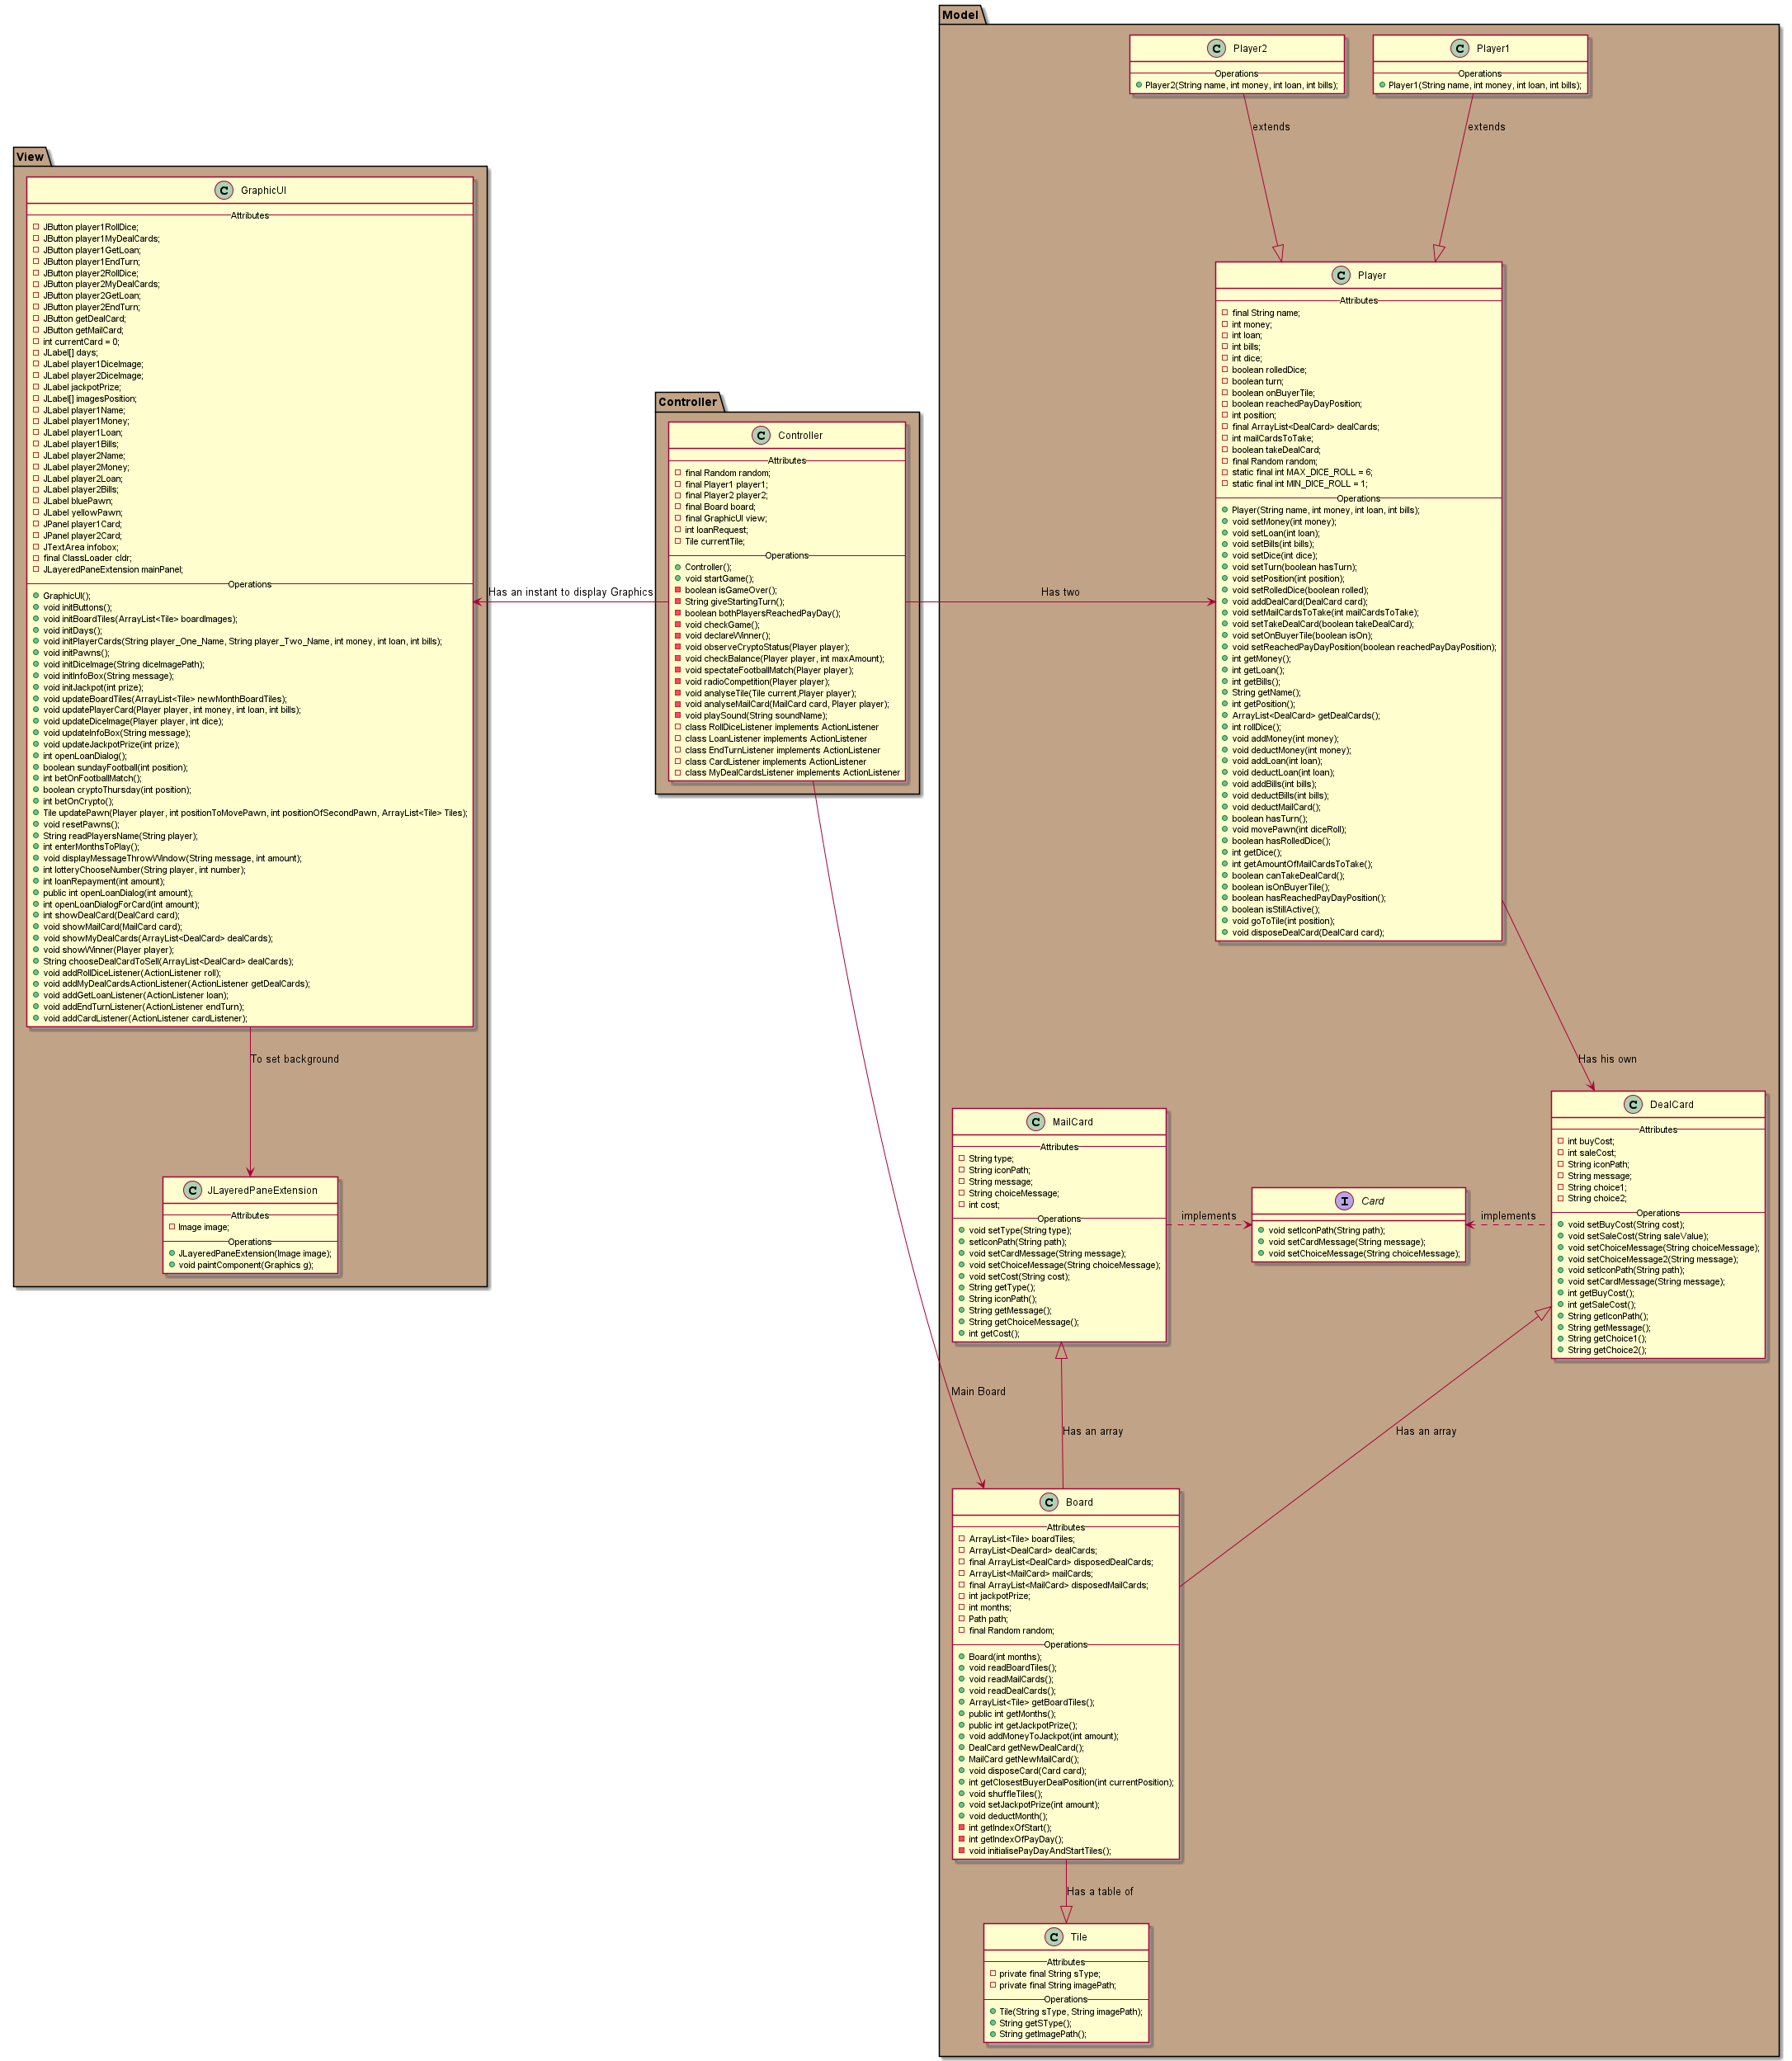 View
GraphicUI
Attributes
JButton player1RollDice;
JButton player1MyDealCards;
JButton player1GetLoan;
JButton player1EndTurn;
JButton player2RollDice;
JButton player2MyDealCards;
JButton player2GetLoan;
JButton player2EndTurn;
JButton getDealCard;
JButton getMailCard;
int currentCard = 0;
JLabel[] days;
JLabel player1DiceImage;
JLabel player2DiceImage;
JLabel jackpotPrize;
JLabel[] imagesPosition;
JLabel player1Name;
JLabel player1Money;
JLabel player1Loan;
JLabel player1Bills;
JLabel player2Name;
JLabel player2Money;
JLabel player2Loan;
JLabel player2Bills;
JLabel bluePawn;
JLabel yellowPawn;
JPanel player1Card;
JPanel player2Card;
JTextArea infobox;
final ClassLoader cldr;
JLayeredPaneExtension mainPanel;
Operations
GraphicUI();
void initButtons();
void initBoardTiles(ArrayList<Tile> boardImages);
void initDays();
void initPlayerCards(String player_One_Name, String player_Two_Name, int money, int loan, int bills);
void initPawns();
void initDiceImage(String diceImagePath);
void initInfoBox(String message);
void initJackpot(int prize);
void updateBoardTiles(ArrayList<Tile> newMonthBoardTiles);
void updatePlayerCard(Player player, int money, int loan, int bills);
void updateDiceImage(Player player, int dice);
void updateInfoBox(String message);
void updateJackpotPrize(int prize);
int openLoanDialog();
boolean sundayFootball(int position);
int betOnFootballMatch();
boolean cryptoThursday(int position);
int betOnCrypto();
Tile updatePawn(Player player, int positionToMovePawn, int positionOfSecondPawn, ArrayList<Tile> Tiles);
void resetPawns();
String readPlayersName(String player);
int enterMonthsToPlay();
void displayMessageThrowWindow(String message, int amount);
int lotteryChooseNumber(String player, int number);
int loanRepayment(int amount);
public int openLoanDialog(int amount);
int openLoanDialogForCard(int amount);
int showDealCard(DealCard card);
void showMailCard(MailCard card);
void showMyDealCards(ArrayList<DealCard> dealCards);
void showWinner(Player player);
String chooseDealCardToSell(ArrayList<DealCard> dealCards);
void addRollDiceListener(ActionListener roll);
void addMyDealCardsActionListener(ActionListener getDealCards);
void addGetLoanListener(ActionListener loan);
void addEndTurnListener(ActionListener endTurn);
void addCardListener(ActionListener cardListener);
To set background
JLayeredPaneExtension
Attributes
Image image;
Operations
JLayeredPaneExtension(Image image);
void paintComponent(Graphics g);
Has an instant to display Graphics
Controller
Controller
Attributes
final Random random;
final Player1 player1;
final Player2 player2;
final Board board;
final GraphicUI view;
int loanRequest;
Tile currentTile;
Operations
Controller();
void startGame();
boolean isGameOver();
String giveStartingTurn();
boolean bothPlayersReachedPayDay();
void checkGame();
void declareWinner();
void observeCryptoStatus(Player player);
void checkBalance(Player player, int maxAmount);
void spectateFootballMatch(Player player);
void radioCompetition(Player player);
void analyseTile(Tile current,Player player);
void analyseMailCard(MailCard card, Player player);
void playSound(String soundName);
class RollDiceListener implements ActionListener
class LoanListener implements ActionListener
class EndTurnListener implements ActionListener
class CardListener implements ActionListener
class MyDealCardsListener implements ActionListener
Has two
Main Board
Model
Player2
Operations
Player2(String name, int money, int loan, int bills);
extends
Player1
Operations
Player1(String name, int money, int loan, int bills);
extends
Player
Attributes
final String name;
int money;
int loan;
int bills;
int dice;
boolean rolledDice;
boolean turn;
boolean onBuyerTile;
boolean reachedPayDayPosition;
int position;
final ArrayList<DealCard> dealCards;
int mailCardsToTake;
boolean takeDealCard;
final Random random;
static final int MAX_DICE_ROLL = 6;
static final int MIN_DICE_ROLL = 1;
Operations
Player(String name, int money, int loan, int bills);
void setMoney(int money);
void setLoan(int loan);
void setBills(int bills);
void setDice(int dice);
void setTurn(boolean hasTurn);
void setPosition(int position);
void setRolledDice(boolean rolled);
void addDealCard(DealCard card);
void setMailCardsToTake(int mailCardsToTake);
void setTakeDealCard(boolean takeDealCard);
void setOnBuyerTile(boolean isOn);
void setReachedPayDayPosition(boolean reachedPayDayPosition);
int getMoney();
int getLoan();
int getBills();
String getName();
int getPosition();
ArrayList<DealCard> getDealCards();
int rollDice();
void addMoney(int money);
void deductMoney(int money);
void addLoan(int loan);
void deductLoan(int loan);
void addBills(int bills);
void deductBills(int bills);
void deductMailCard();
boolean hasTurn();
void movePawn(int diceRoll);
boolean hasRolledDice();
int getDice();
int getAmountOfMailCardsToTake();
boolean canTakeDealCard();
boolean isOnBuyerTile();
boolean hasReachedPayDayPosition();
boolean isStillActive();
void goToTile(int position);
void disposeDealCard(DealCard card);
Has his own
MailCard
Attributes
String type;
String iconPath;
String message;
String choiceMessage;
int cost;
Operations
void setType(String type);
setIconPath(String path);
void setCardMessage(String message);
void setChoiceMessage(String choiceMessage);
void setCost(String cost);
String getType();
String iconPath();
String getMessage();
String getChoiceMessage();
int getCost();
implements
Card
void setIconPath(String path);
void setCardMessage(String message);
void setChoiceMessage(String choiceMessage);
implements
DealCard
Attributes
int buyCost;
int saleCost;
String iconPath;
String message;
String choice1;
String choice2;
Operations
void setBuyCost(String cost);
void setSaleCost(String saleValue);
void setChoiceMessage(String choiceMessage);
void setChoiceMessage2(String message);
void setIconPath(String path);
void setCardMessage(String message);
int getBuyCost();
int getSaleCost();
String getIconPath();
String getMessage();
String getChoice1();
String getChoice2();
Has an array
Has an array
Board
Attributes
ArrayList<Tile> boardTiles;
ArrayList<DealCard> dealCards;
final ArrayList<DealCard> disposedDealCards;
ArrayList<MailCard> mailCards;
final ArrayList<MailCard> disposedMailCards;
int jackpotPrize;
int months;
Path path;
final Random random;
Operations
Board(int months);
void readBoardTiles();
void readMailCards();
void readDealCards();
ArrayList<Tile> getBoardTiles();
public int getMonths();
public int getJackpotPrize();
void addMoneyToJackpot(int amount);
DealCard getNewDealCard();
MailCard getNewMailCard();
void disposeCard(Card card);
int getClosestBuyerDealPosition(int currentPosition);
void shuffleTiles();
void setJackpotPrize(int amount);
void deductMonth();
int getIndexOfStart();
int getIndexOfPayDay();
void initialisePayDayAndStartTiles();
Has a table of
Tile
Attributes
private final String sType;
private final String imagePath;
Operations
Tile(String sType, String imagePath);
String getSType();
String getImagePath();